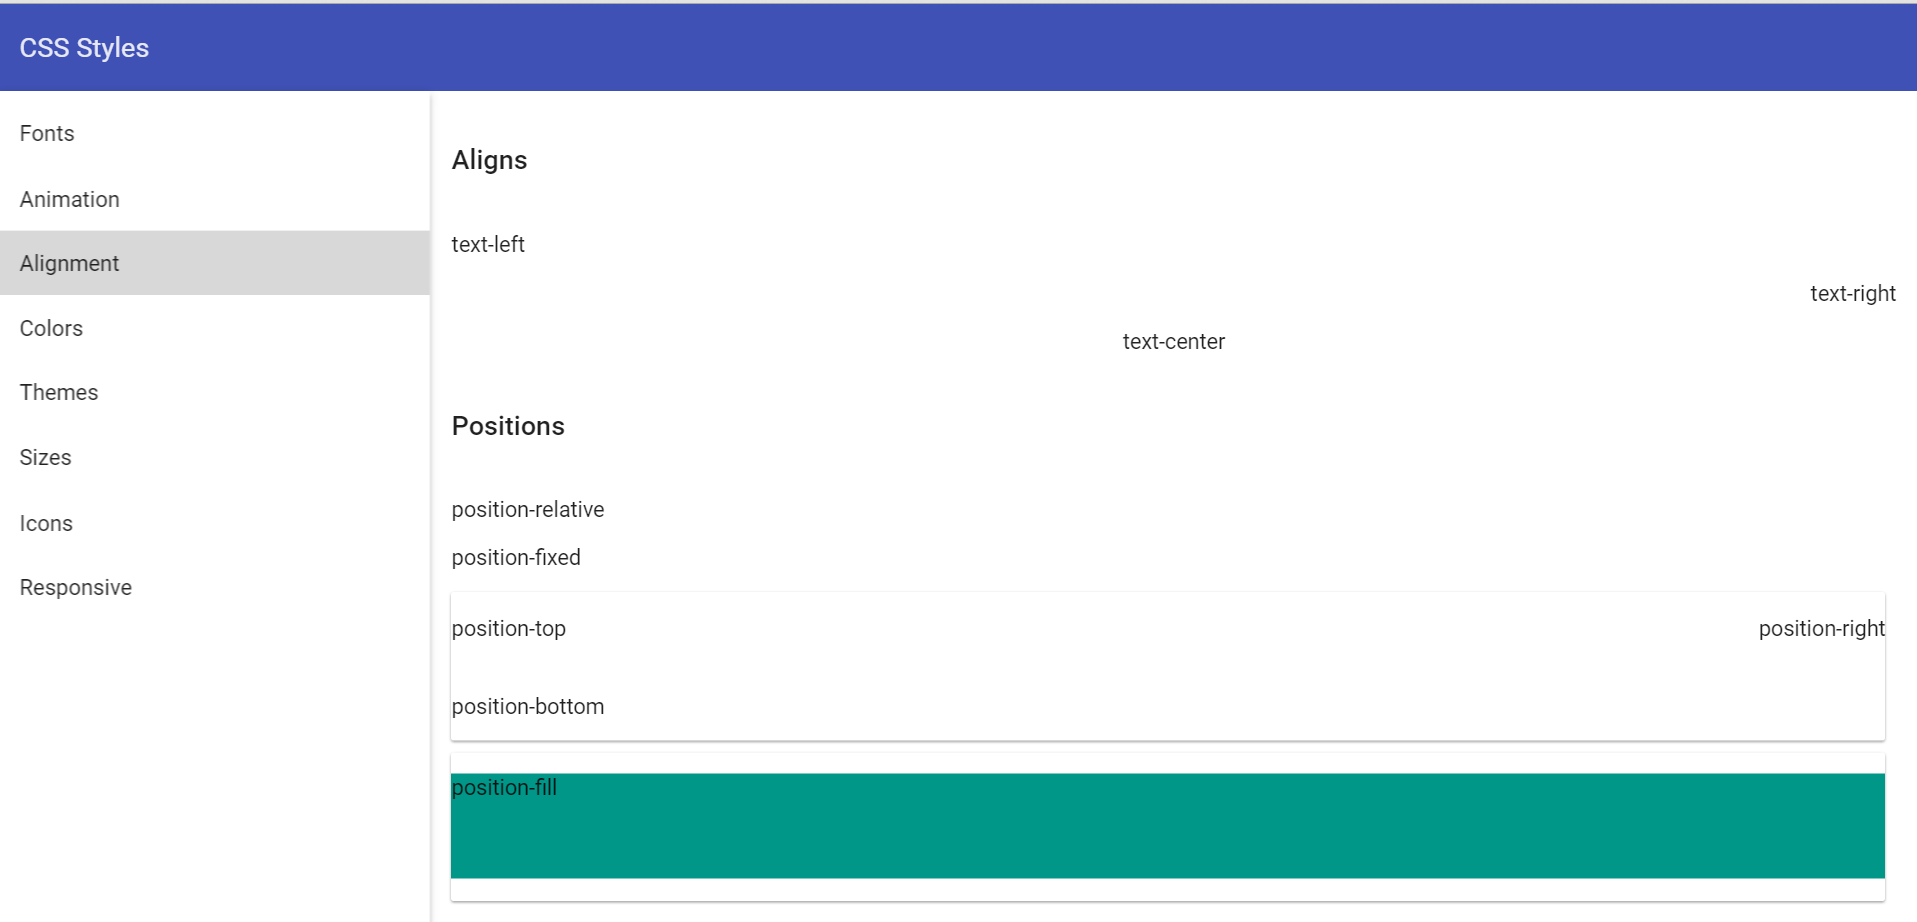 CSS Styles
Fonts
Animation
Alignment
Colors
Themes
Sizes
Icons
Responsive
Aligns
text-left
text-right
text-center
Positions
position-relative
position-fixed
position-top
position-right
position-bottom
position-fill